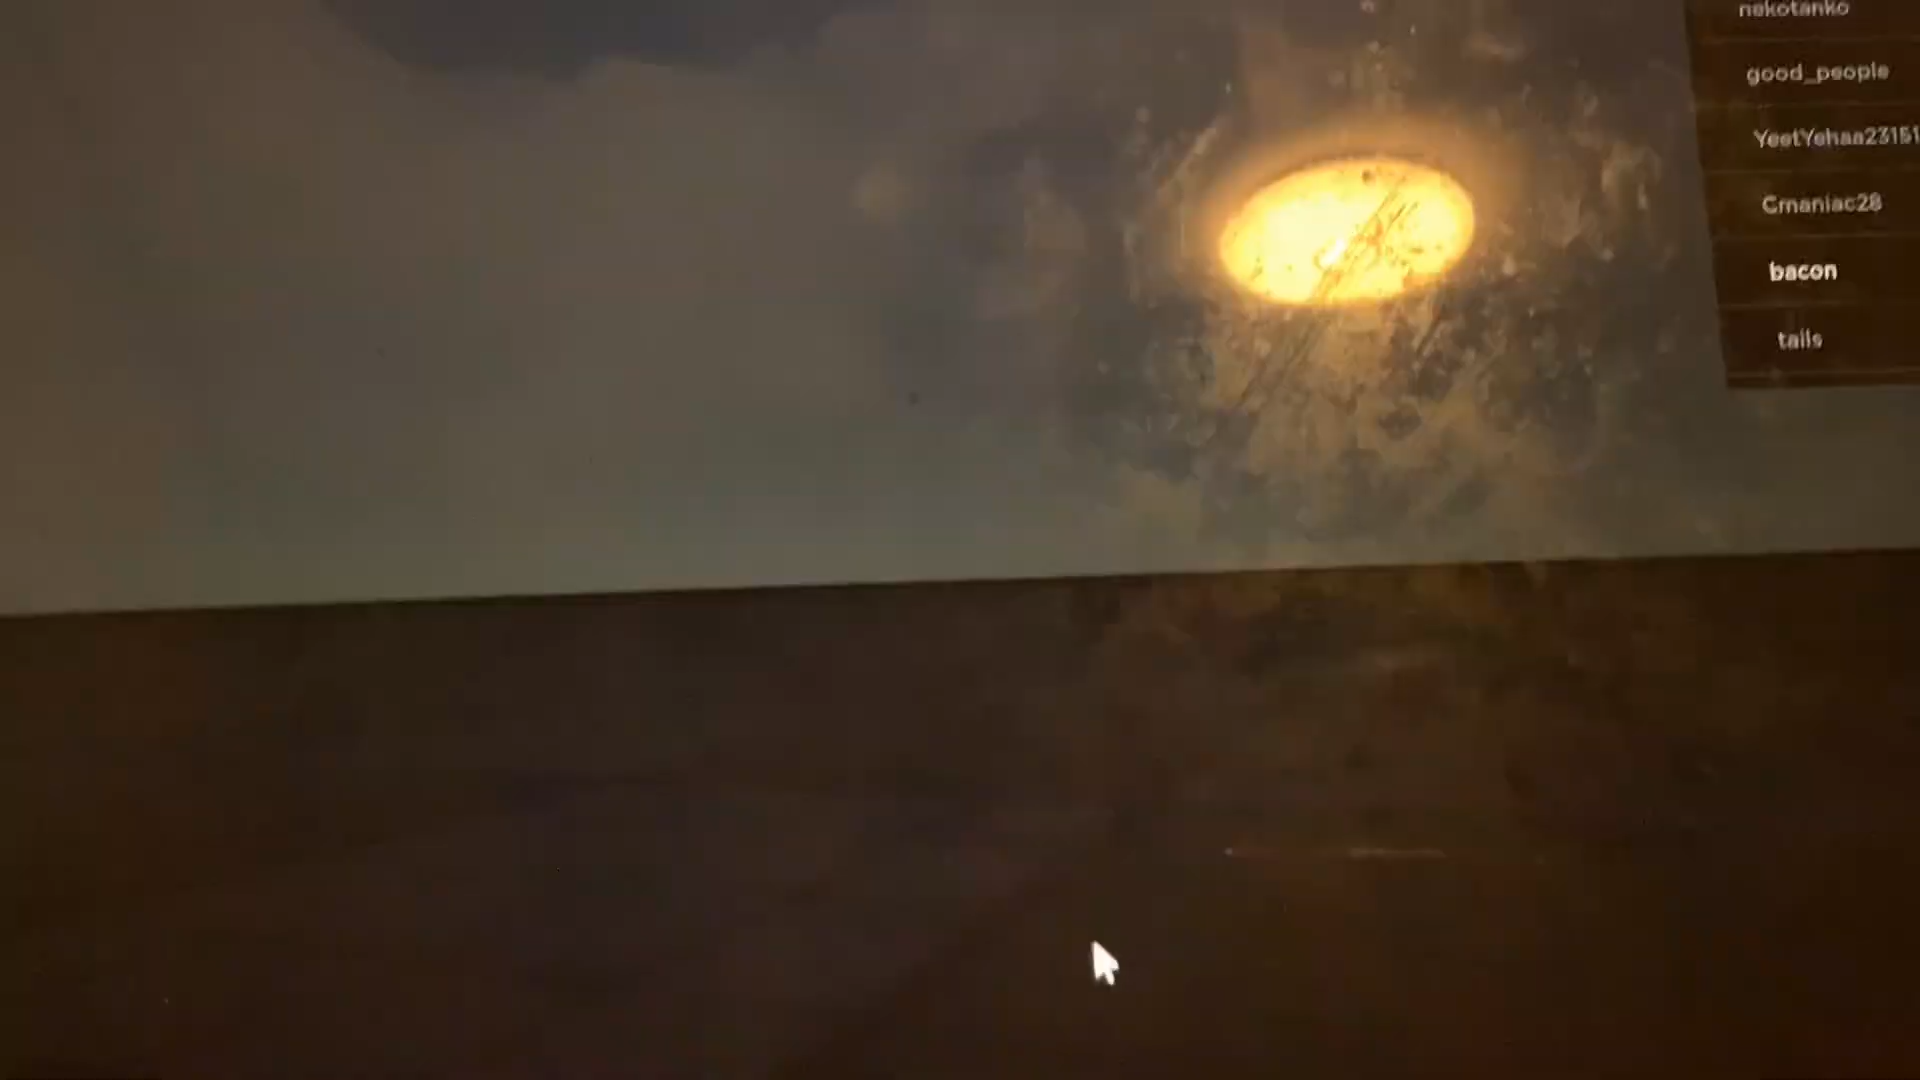 nekotanko
good_people
YeetYehaa23151
Cmaniac28
bacon
tails